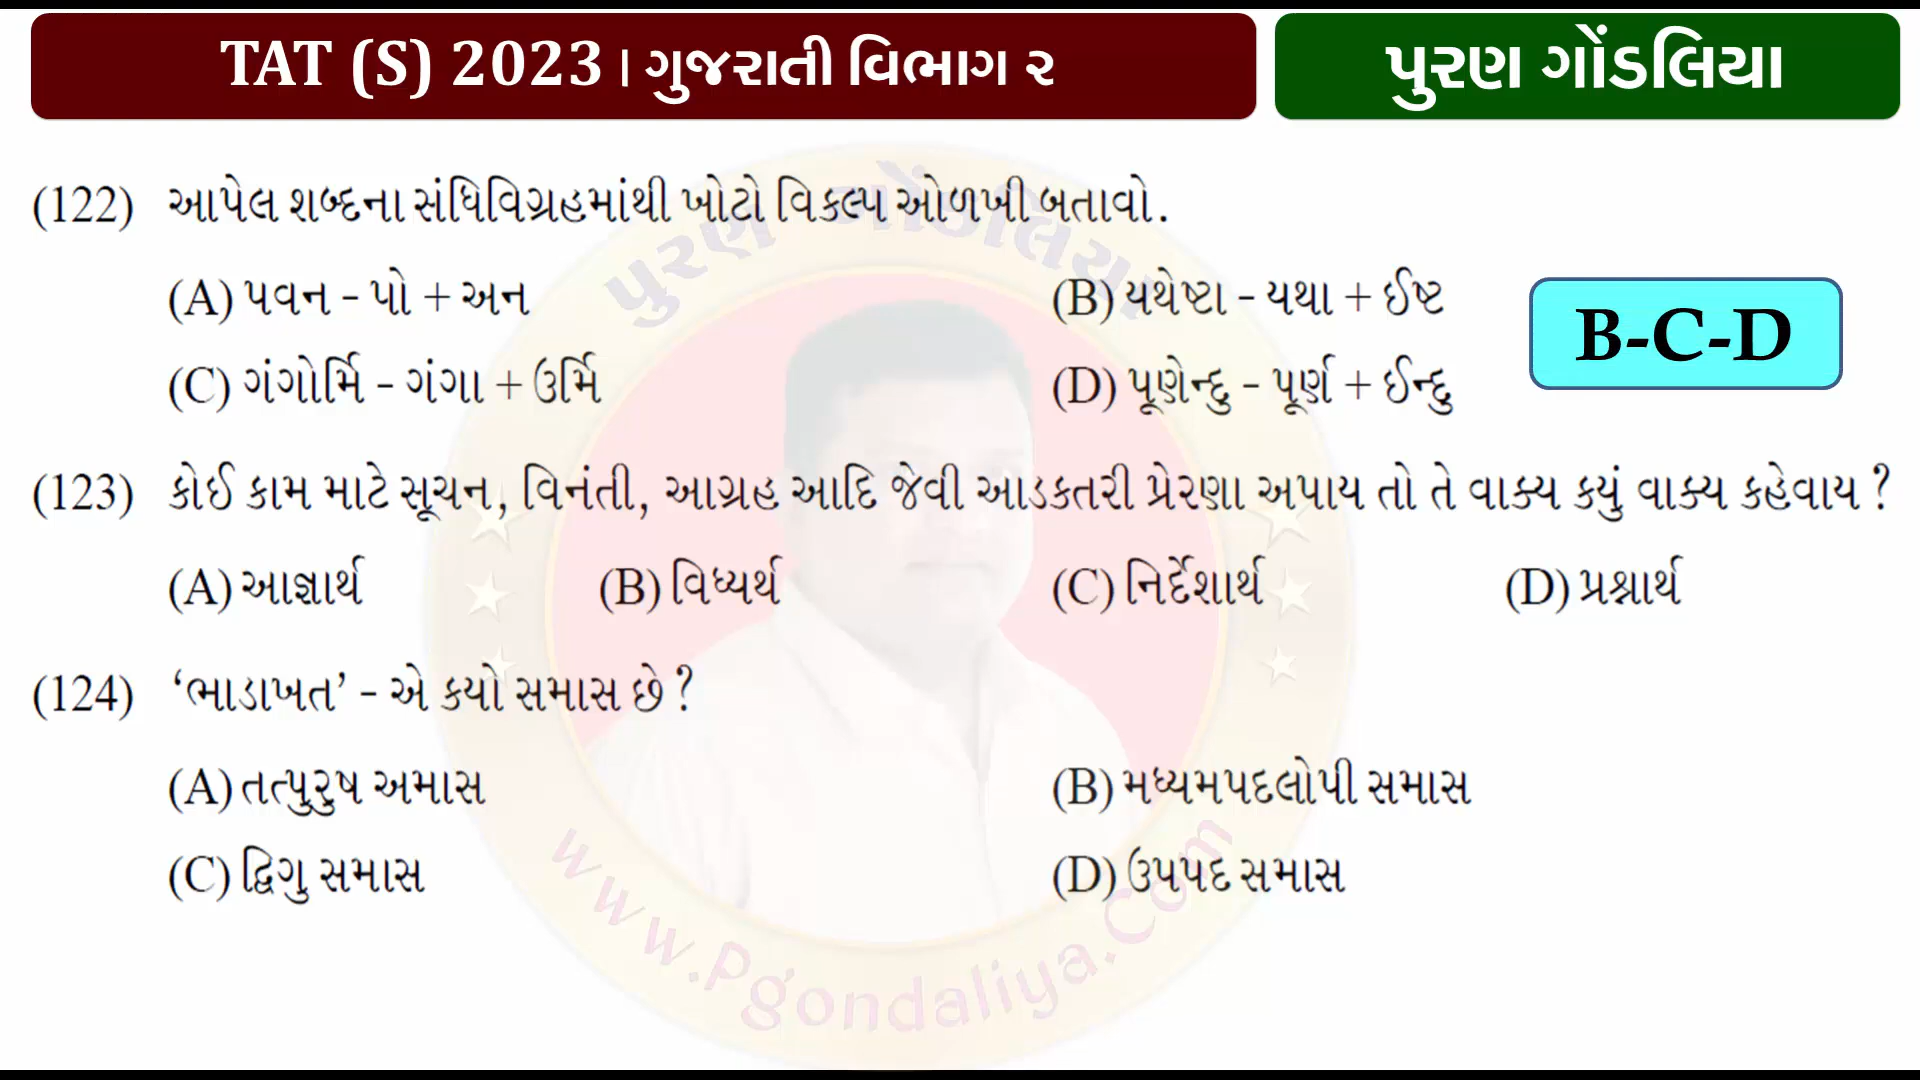 TAT (S) 2023 । ગુજરાતી વિભાગ ૨
પુરણ ગોંડલિયા
(122) આપેલ શબ્દના સંધિવિગ્રહમાંથી ખોટો વિકલ્પ ઓળખી બતાવો.
(A) પવન - પો + અન (B) યથેષ્ટા - યથા + ઈષ્ટ
B-C-D
(C) ગંગોર્મિ - ગંગા + ઉર્મિ (D) પૂણેન્દુ - પૂર્ણ + ઈન્દુ
(123) કોઈ કામ માટે સૂચન, વિનંતી, આગ્રહ આદિ જેવી આડકતરી પ્રેરણા અપાય તો તે વાક્ય કયું વાક્ય કહેવાય ?
(A) આજ્ઞાર્થ (B) વિધ્યર્થ (C) નિર્દેશાર્થ (D) પ્રશ્નાર્થ
(124) ‘ભાડાખત’ - એ કયો સમાસ છે ?
(A) તત્પુરુષ અમાસ (B) મધ્યમપદલોપી સમાસ
(C) દ્વિગુ સમાસ (D) ઉપપદ સમાસ
પુરણ ગોંડલિયા
www.Pgondaliya.Com